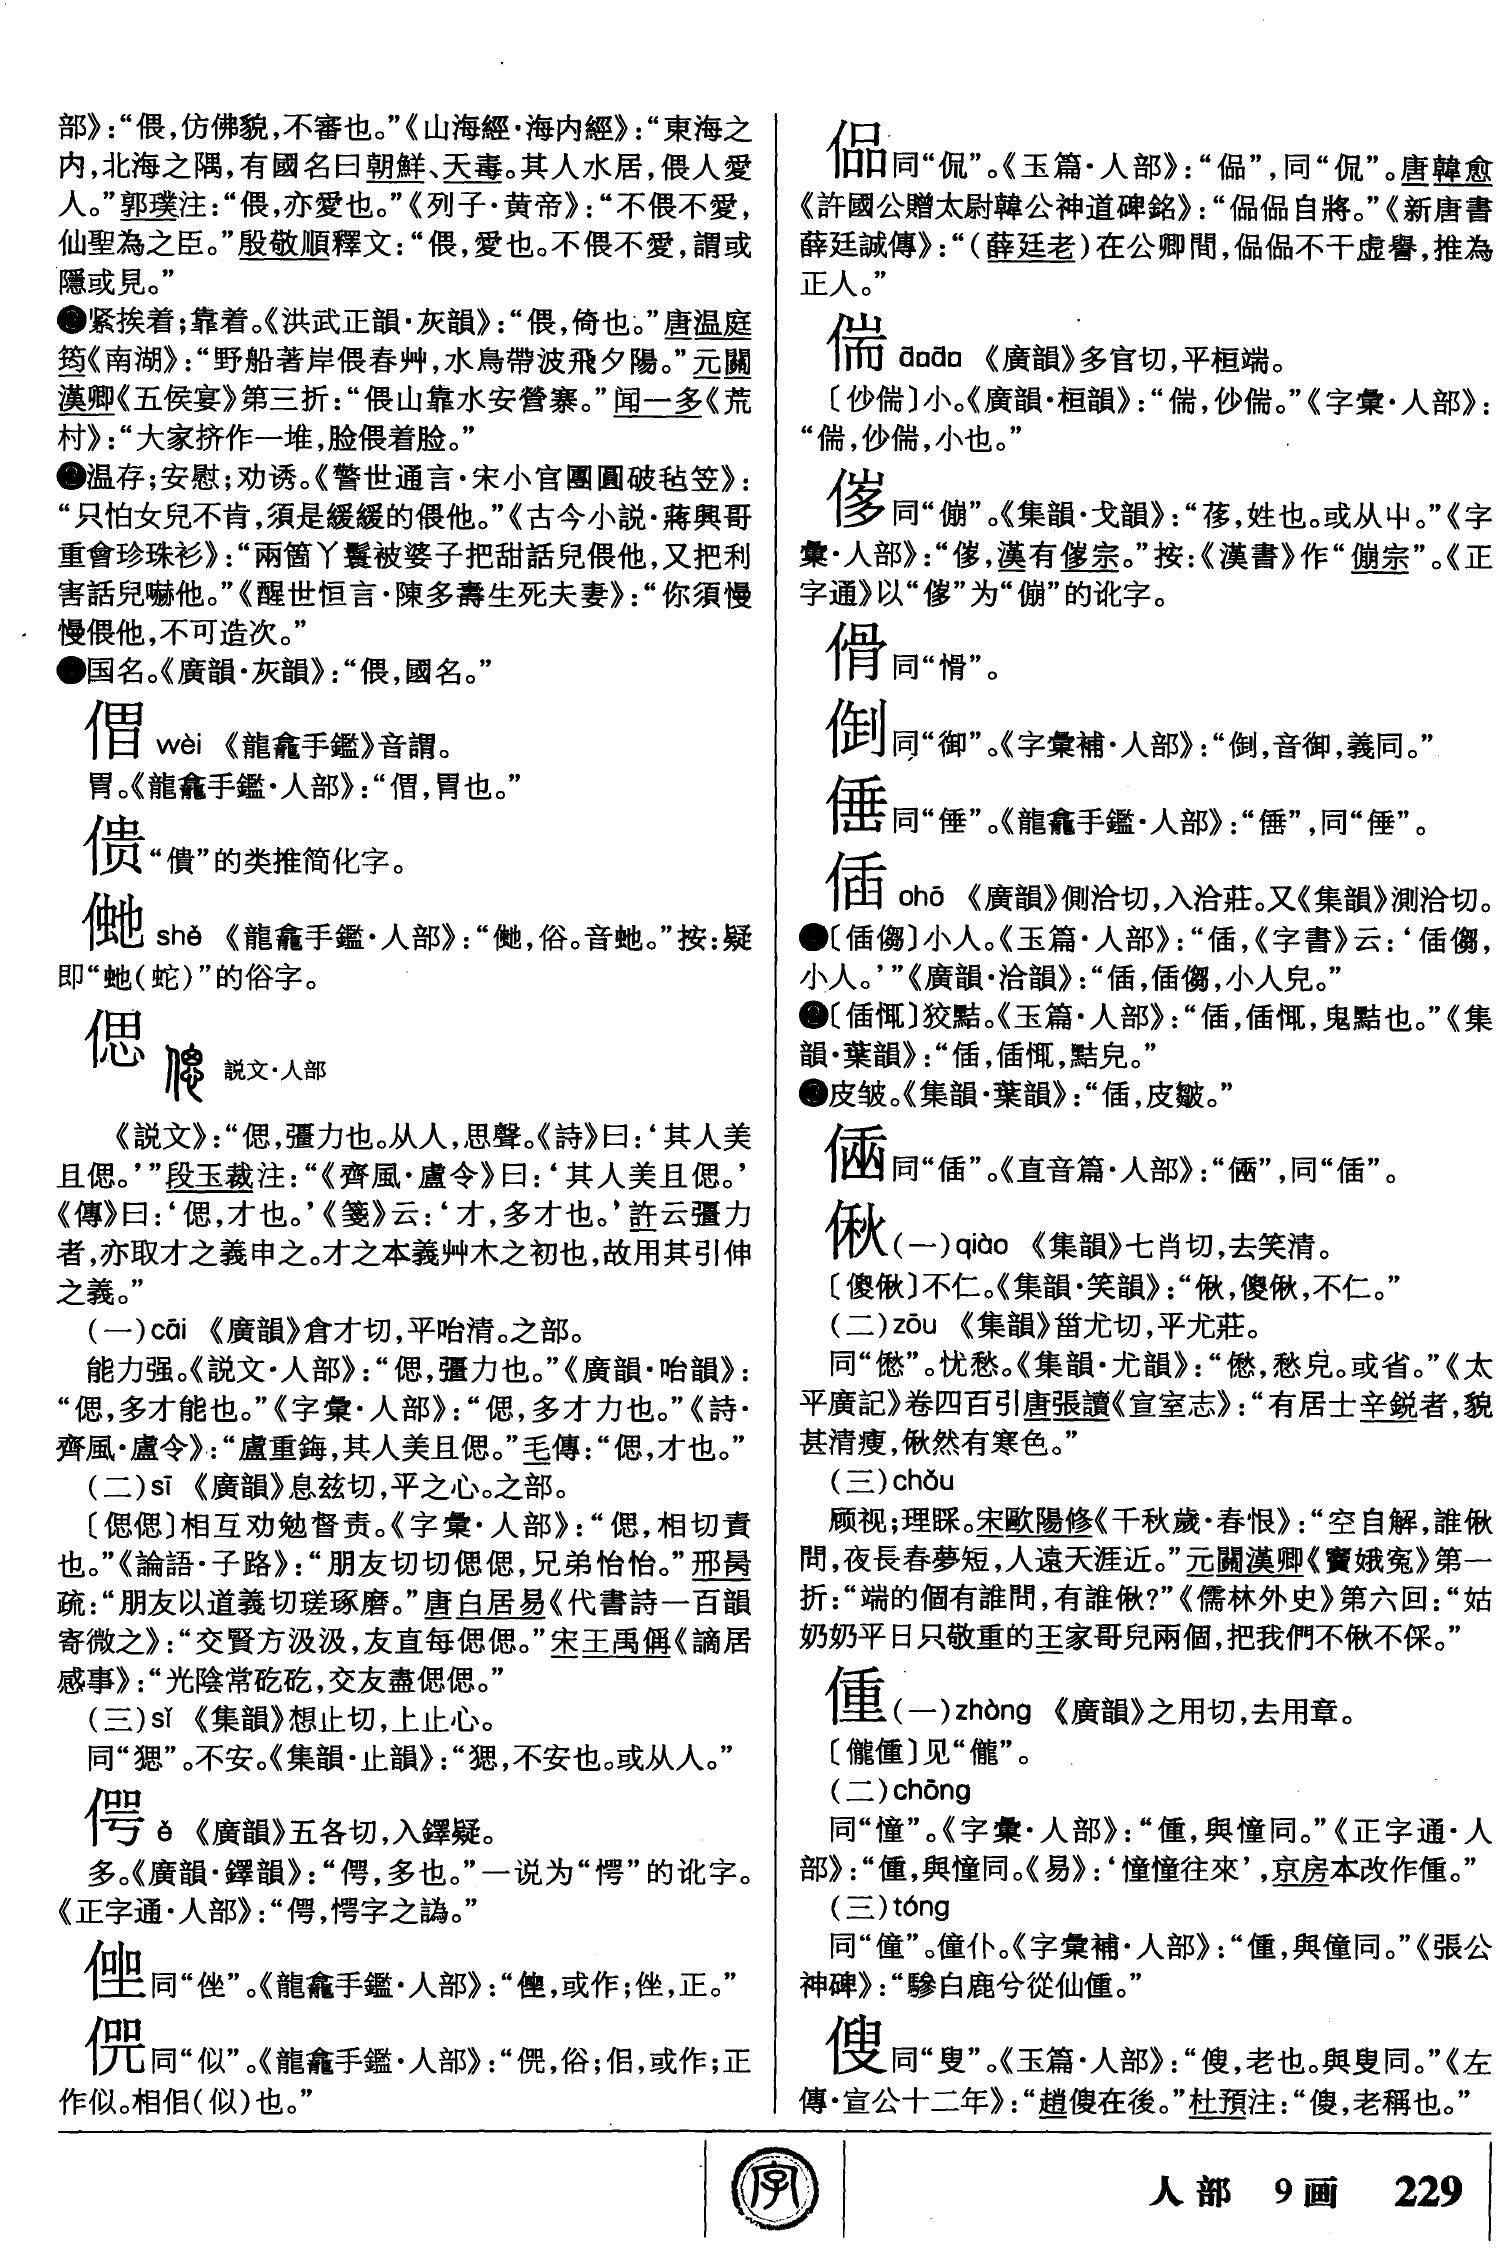 部》：“偎，仿佛貌，不審也。”《山海經·海内經》：“東海之
内，北海之隅，有國名曰朝鮮、天毒。其人水居，偎人愛
人。”郭璞注：“偎，亦愛也。”《列子·黄帝》：“不偎不愛，
仙聖為之臣。”殷敬順釋文：“偎，愛也。不偎不愛，謂或
隱或見。”
紧挨着；靠着。《洪武正韻·灰韻》：“偎，倚也。”唐温庭
筠《南湖》：“野船著岸偎春艸，水鳥帶波飛夕陽。”元關
漢卿《五侯宴》第三折：“偎山靠水安營寨。”闻一多《荒
村》：“大家挤作一堆，脸偎着脸。”
温存；安慰；劝诱。《警世通言·宋小官團圓破毡笠》：
“只怕女兒不肯，須是緩緩的偎他。”《古今小説·蔣興哥
重會珍珠衫》：“兩箇丫鬟被婆子把甜話兒偎他，又把利
害話兒嚇他。”《醒世恒言·陳多壽生死夫妻》：“你須慢
慢偎他，不可造次。”
国名。《廣韻·灰韻》：“偎，國名。”
㥜 wèi 《龍龕手鑑》音謂。
胃。《龍龕手鑑·人部》：“，胃也。”
“僓”的类推简化字。
shě 《龍龕手鑑·人部》：“，俗。音虵。”按：疑
即“虵（蛇）”的俗字。
偲 説文·人部
《説文》：“偲，彊力也。从人，思聲。《詩》曰：‘其人美
且偲。’”段玉裁注：“《齊風·盧令》曰：‘其人美且偲。’
《傳》曰：‘偲，才也。’《箋》云：‘才，多才也。’許云彊力
者，亦取才之義申之。才之本義艸木之初也，故用其引伸
之義。”
（一）cāi 《廣韻》倉才切，平咍清。之部。
能力强。《説文·人部》：“偲，彊力也。”《廣韻·咍韻》：
“偲，多才能也。”《字彙·人部》：“偲，多才力也。”《詩·
齊風·盧令》：“盧重鋂，其人美且偲。”毛傳：“偲，才也。”
（二）sī 《廣韻》息兹切，平之心。之部。
〔偲偲〕相互劝勉督责。《字彙·人部》：“偲，相切責
也。”《論語·子路》：“朋友切切偲偲，兄弟怡怡。”邢昺
疏：“朋友以道義切瑳琢磨。”唐白居易《代書詩一百韻
寄微之》：“交賢方汲汲，友直每偲偲。”宋王禹偁《謫居
感事》：“光陰常矻矻，交友盡偲偲。”
（三）sǐ 《集韻》想止切，上止心。
同“猤”。不安。《集韻·止韻》：“，不安也。或从人。”
偔 è 《廣韻》五各切，入鐸疑。
多。《廣韻·鐸韻》：“偔，多也。”一说为“愕”的讹字。
《正字通·人部》：“偔，愕字之譌。”
同“侳”。《龍龕手鑑·人部》：“，或作；侳，正。”
同“似”。《龍龕手鑑·人部》：“，俗；佀，或作；正
作似。相佀（似）也。”
偘同“侃”。《玉篇·人部》：“偘”，同“侃”。唐韓愈
《許國公贈太尉韓公神道碑銘》：“偘偘自將。”《新唐書
薛廷誠傳》：“（薛廷老）在公卿間，偘偘不干虚譽，推為
正人。”
偳 duān 《廣韻》多官切，平桓端。
〔仯偳〕小。《廣韻·桓韻》：“偳，仯偳。”《字彙·人部》：
“偳，仯偳，小也。”
同“”。《集韻·戈韻》：“，姓也。或从屮。”《字
彙·人部》：“，漢有宗。”按：《漢書》作“宗”。《正
字通》以“”为“”的讹字。
同“㥄”。
同“御”。《字彙補·人部》：“，音御，義同。”
同“倕”。《龍龕手鑑·人部》：“”，同“倕”。
偛 zhā 《廣韻》側洽切，入洽莊。又《集韻》測洽切。
〔偛㑳〕小人。《玉篇·人部》：“偛，《字書》云：‘偛㑳，
小人。’”《廣韻·洽韻》：“偛，偛㑳，小人皃。”
〔偛㤴〕狡黠。《玉篇·人部》：“偛，偛㤴，鬼黠也。”《集
韻·葉韻》：“偛，偛㤴，黠皃。”
皮皱。《集韻·葉韻》：“偛，皮皺。”
同“偛”。《直音篇·人部》：“”，同“偛”。
偢（一）qiào 《集韻》七肖切，去笑清。
〔傻偢〕不仁。《集韻·笑韻》：“偢，傻偢，不仁。”
（二）zōu 《集韻》甾尤切，平尤莊。
同“僽”。忧愁。《集韻·尤韻》：“僽，愁皃。或省。”《太
平廣記》卷四百引唐張讀《宣室志》：“有居士辛鋭者，貌
甚清瘦，偢然有寒色。”
（三）chǒu
顾视；理睬。宋歐陽修《千秋歲·春恨》：“空自解，誰偢
問，夜長春夢短，人遠天涯近。”元關漢卿《竇娥寃》第一
折：“端的個有誰問，有誰偢？”《儒林外史》第六回：“姑
奶奶平日只敬重的王家哥兒兩個，把我們不偢不倸。”
偅（一）zhòng 《廣韻》之用切，去用章。
〔儱偅〕见“儱”。
（二）chōng
同“憧”。《字彙·人部》：“偅，與憧同。”《正字通·人
部》：“偅，與憧同。《易》：‘憧憧往來’，京房本改作偅。”
（三）tóng
同“僮”。僮仆。《字彙補·人部》：“偅，與僮同。”《張公
神碑》：“驂白鹿兮從仙偅。”
傁同“叟”。《玉篇·人部》：“傁，老也。與叟同。”《左
傳·宣公十二年》：“趙傁在後。”杜預注：“傁，老稱也。”
字
人部 9画 229